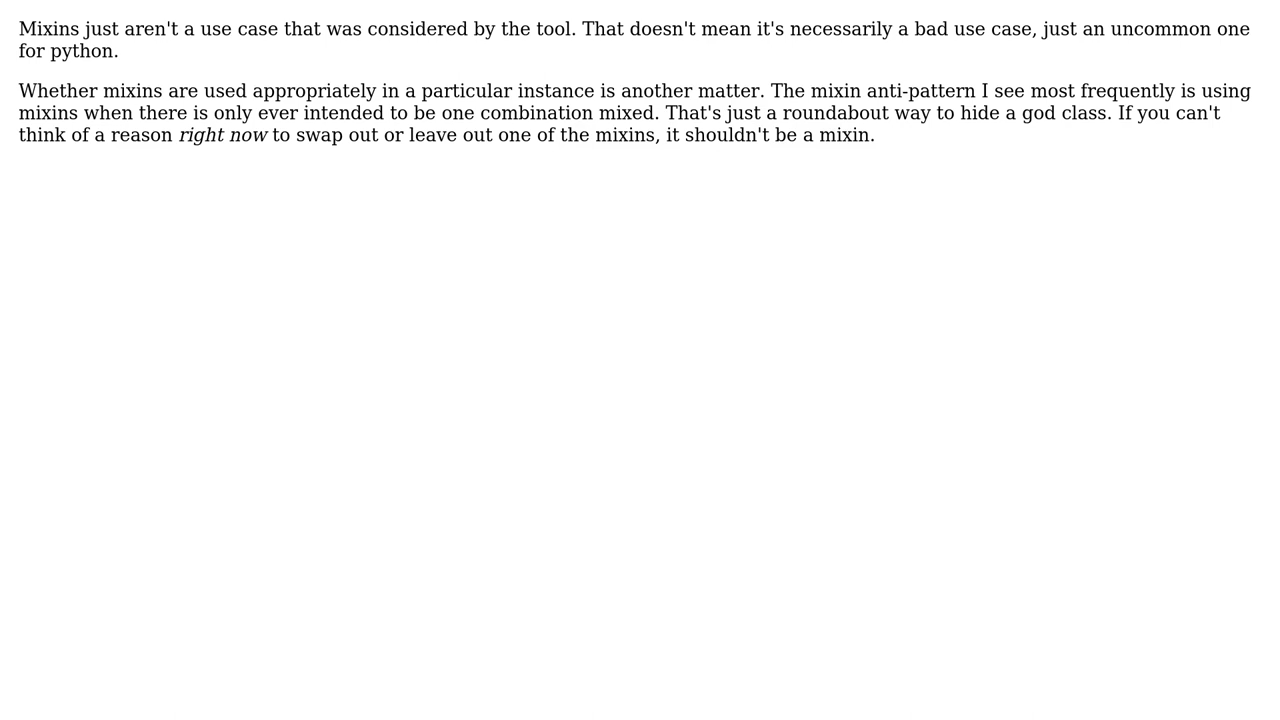 Mixins just aren't a use case that was considered by the tool. That doesn't mean it's necessarily a bad use case, just an uncommon one
for python.
Whether mixins are used appropriately in a particular instance is another matter. The mixin anti-pattern I see most frequently is using
mixins when there is only ever intended to be one combination mixed. That's just a roundabout way to hide a god class. If you can't
think of a reason right now to swap out or leave out one of the mixins, it shouldn't be a mixin.